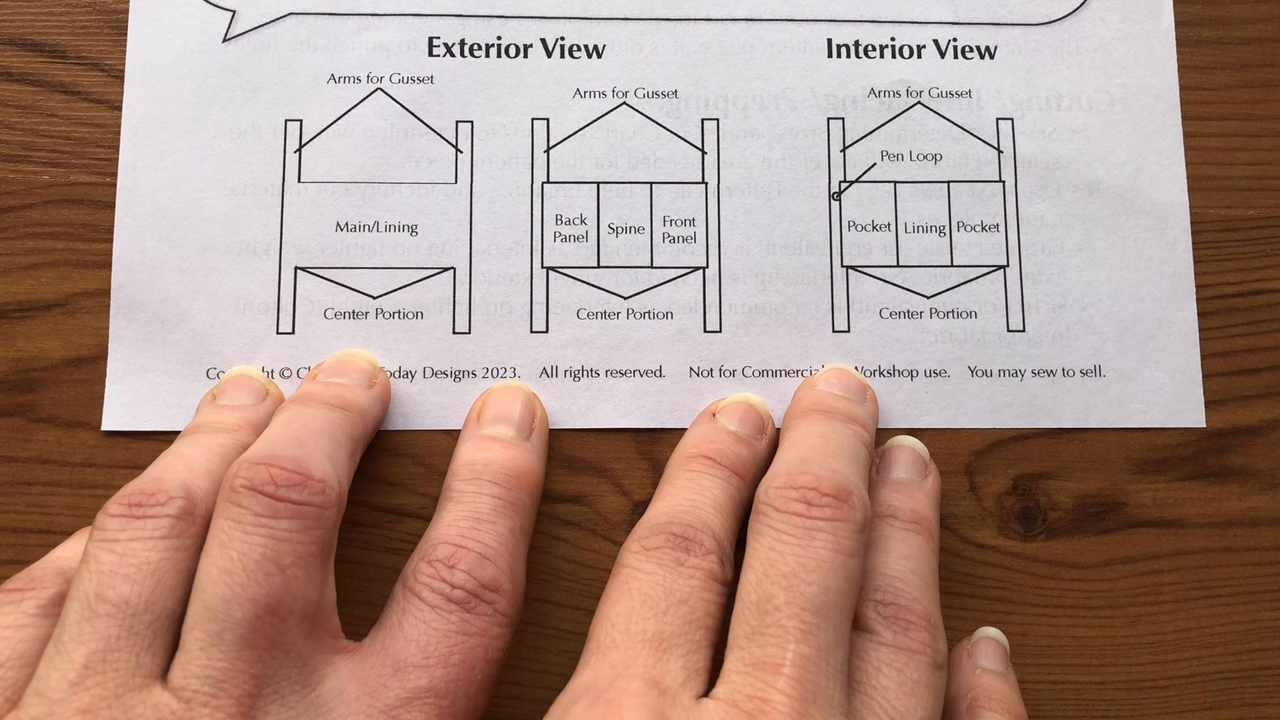 Exterior View
Interior View
Arms for Gusset
Arms for Gusset
Arms for Gusset
Pen Loop
Main/Lining
Back
Panel
Spine
Front
Panel
Pocket
Lining
Pocket
Center Portion
Center Portion
Center Portion
© Today Designs 2023. All rights reserved. Not for Workshop use. You may sew to sell.